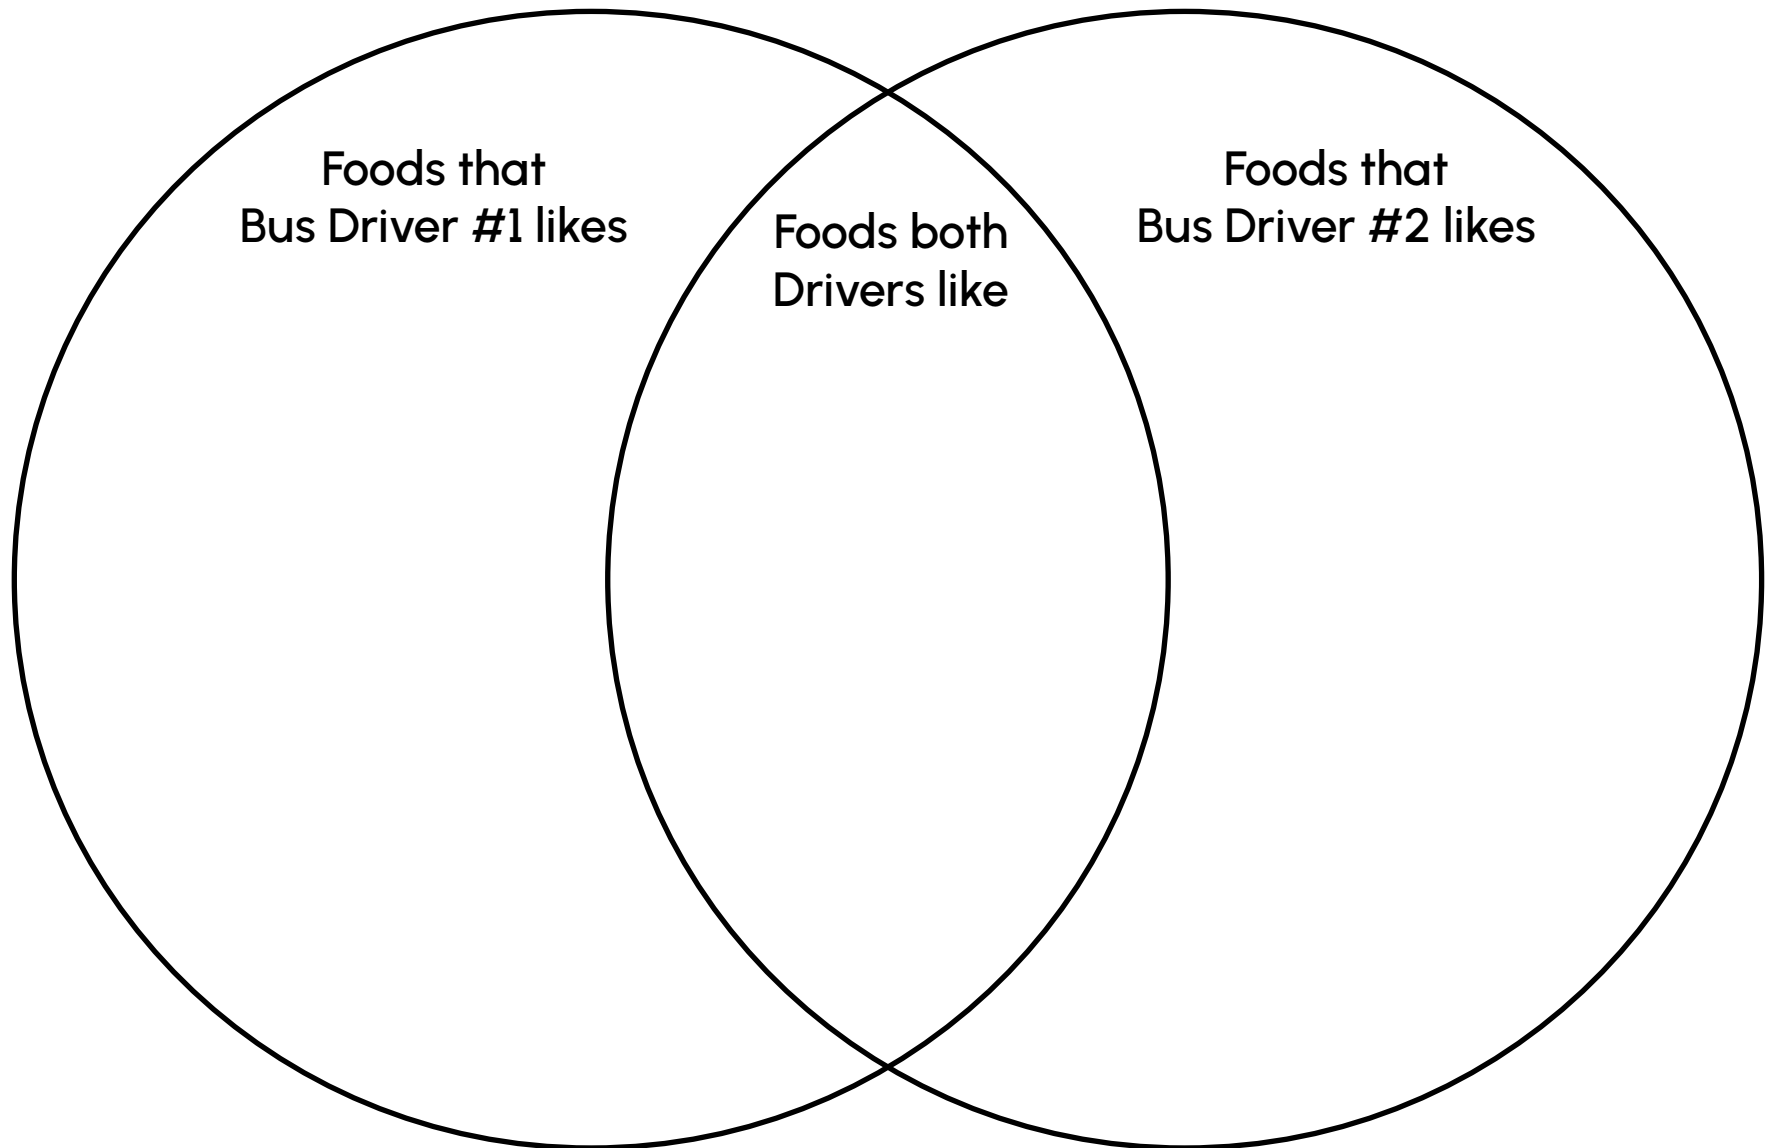 Foods that
Bus Driver #1 likes
Foods both
Drivers like
Foods that
Bus Driver #2 likes